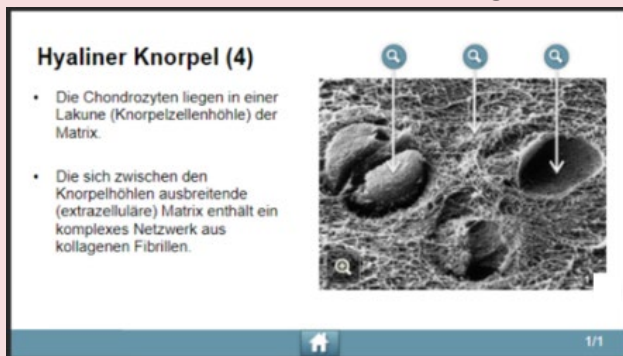 Hyaliner Knorpel (4)
• Die Chondrozyten liegen in einer
Lakune (Knorpelzellenhöhle) der
Matrix.
• Die sich zwischen den
Knorpelhöhlen ausbreitende
(extrazelluläre) Matrix enthält ein
komplexes Netzwerk aus
kollagenen Fibrillen.
1/1